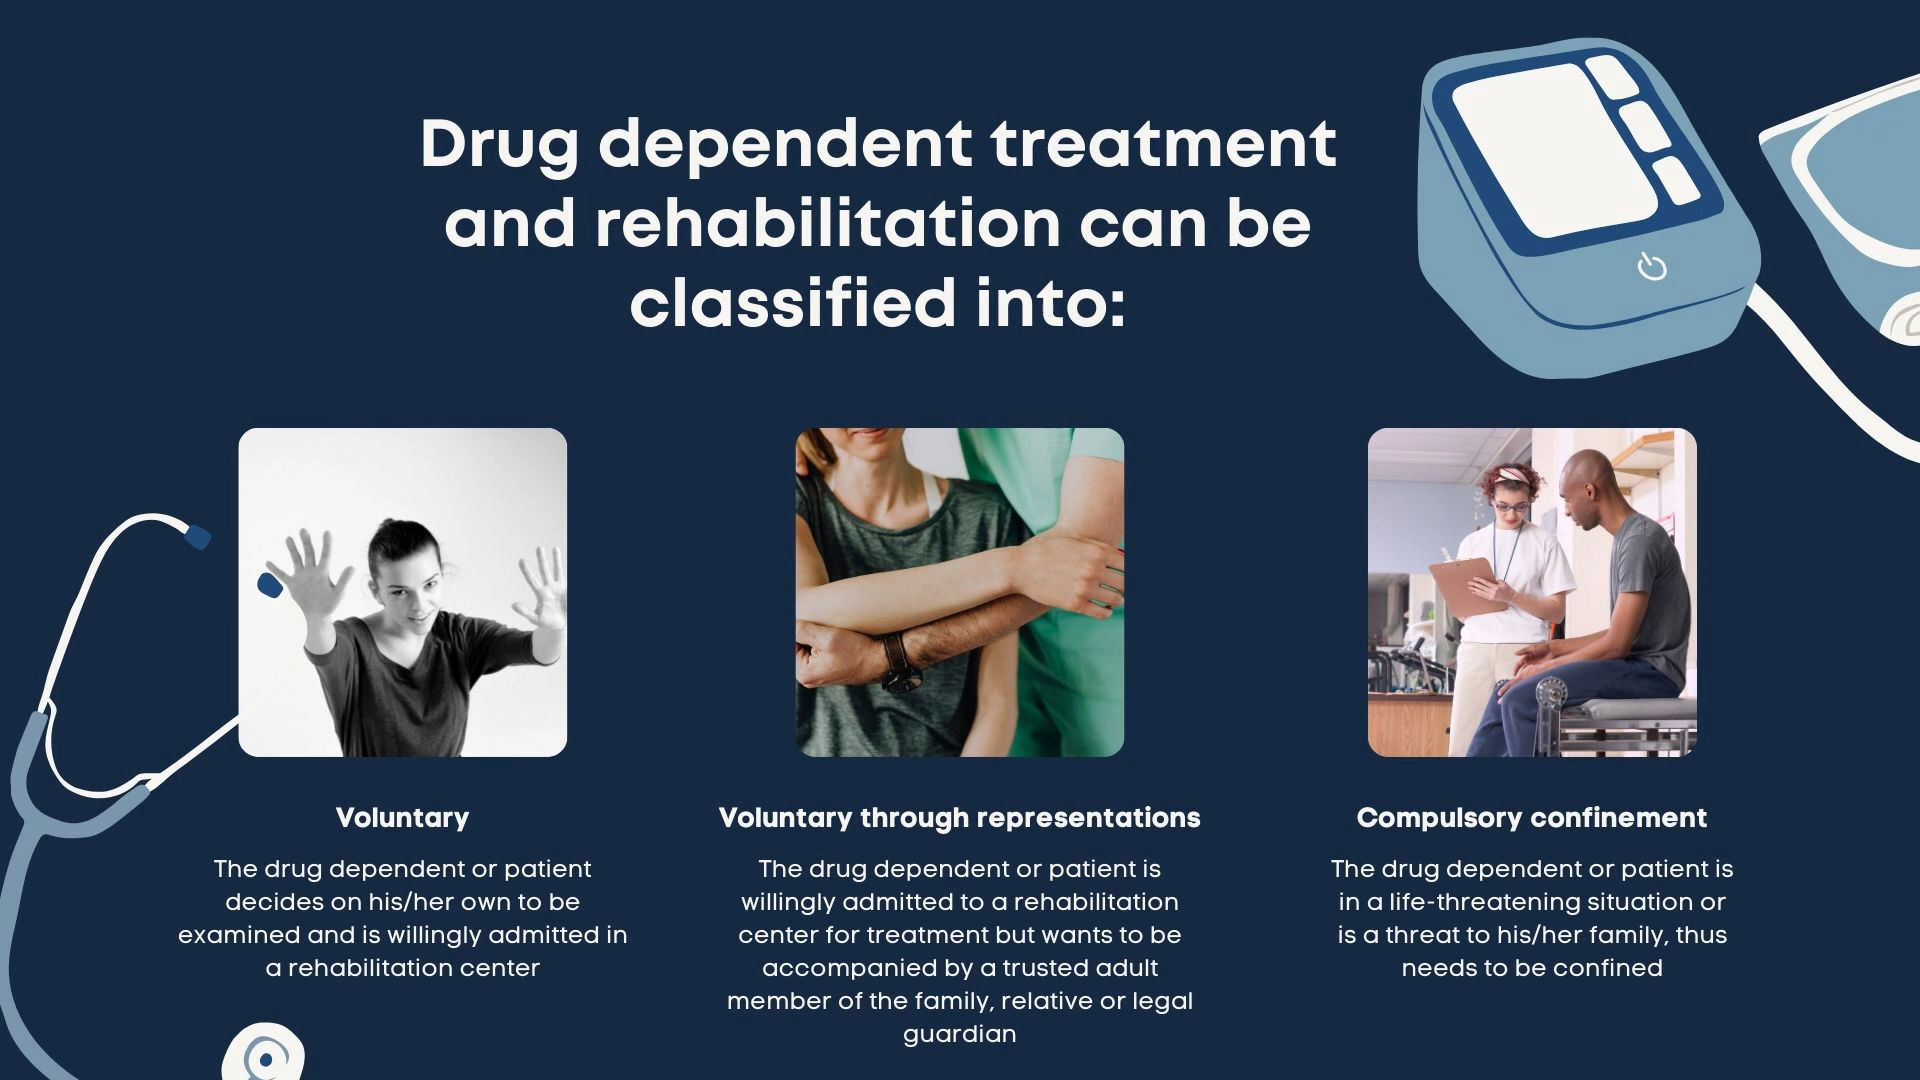 Drug dependent treatment
and rehabilitation can be
classified into:
Voluntary
The drug dependent or patient
decides on his/her own to be
examined and is willingly admitted in
a rehabilitation center
Voluntary through representations
The drug dependent or patient is
willingly admitted to a rehabilitation
center for treatment but wants to be
accompanied by a trusted adult
member of the family, relative or legal
guardian
Compulsory confinement
The drug dependent or patient is
in a life-threatening situation or
is a threat to his/her family, thus
needs to be confined